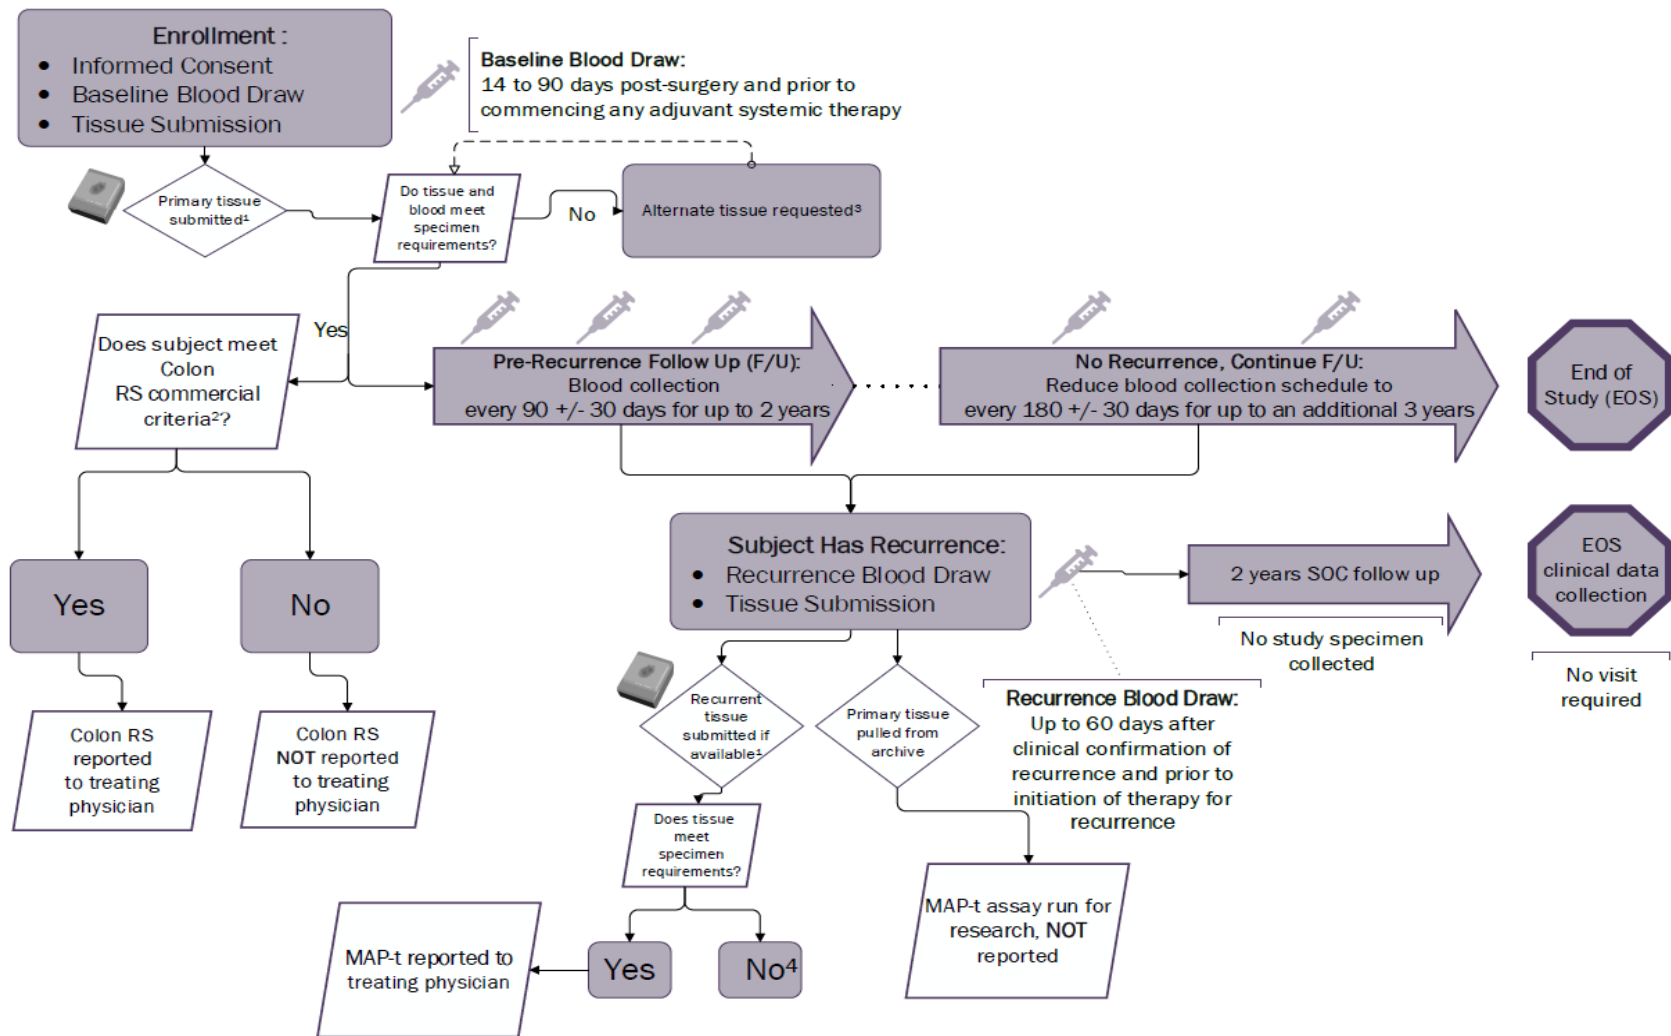 Enrollment :
• Informed Consent
• Baseline Blood Draw
• Tissue Submission
Baseline Blood Draw:
14 to 90 days post-surgery and prior to
commencing any adjuvant systemic therapy
Primary tissue
submitted¹
Do tissue and
blood meet
specimen
requirements?
No
Alternate tissue requested³
Yes
Does subject meet
Colon
RS commercial
criteria²?
Pre-Recurrence Follow Up (F/U):
Blood collection
every 90 +/- 30 days for up to 2 years
No Recurrence, Continue F/U:
Reduce blood collection schedule to
every 180 +/- 30 days for up to an additional 3 years
End of
Study (EOS)
Yes
No
Colon RS
reported
to treating
physician
Colon RS
NOT reported
to treating
physician
Subject Has Recurrence:
• Recurrence Blood Draw
• Tissue Submission
2 years SOC follow up
No study specimen
collected
EOS
clinical data
collection
No visit
required
Recurrence Blood Draw:
Up to 60 days after
clinical confirmation of
recurrence and prior to
initiation of therapy for
recurrence
Recurrent
tissue
submitted if
available¹
Primary tissue
pulled from
archive
Does tissue
meet
specimen
requirements?
MAP-t assay run for
research, NOT
reported
Yes
No⁴
MAP-t reported to
treating physician